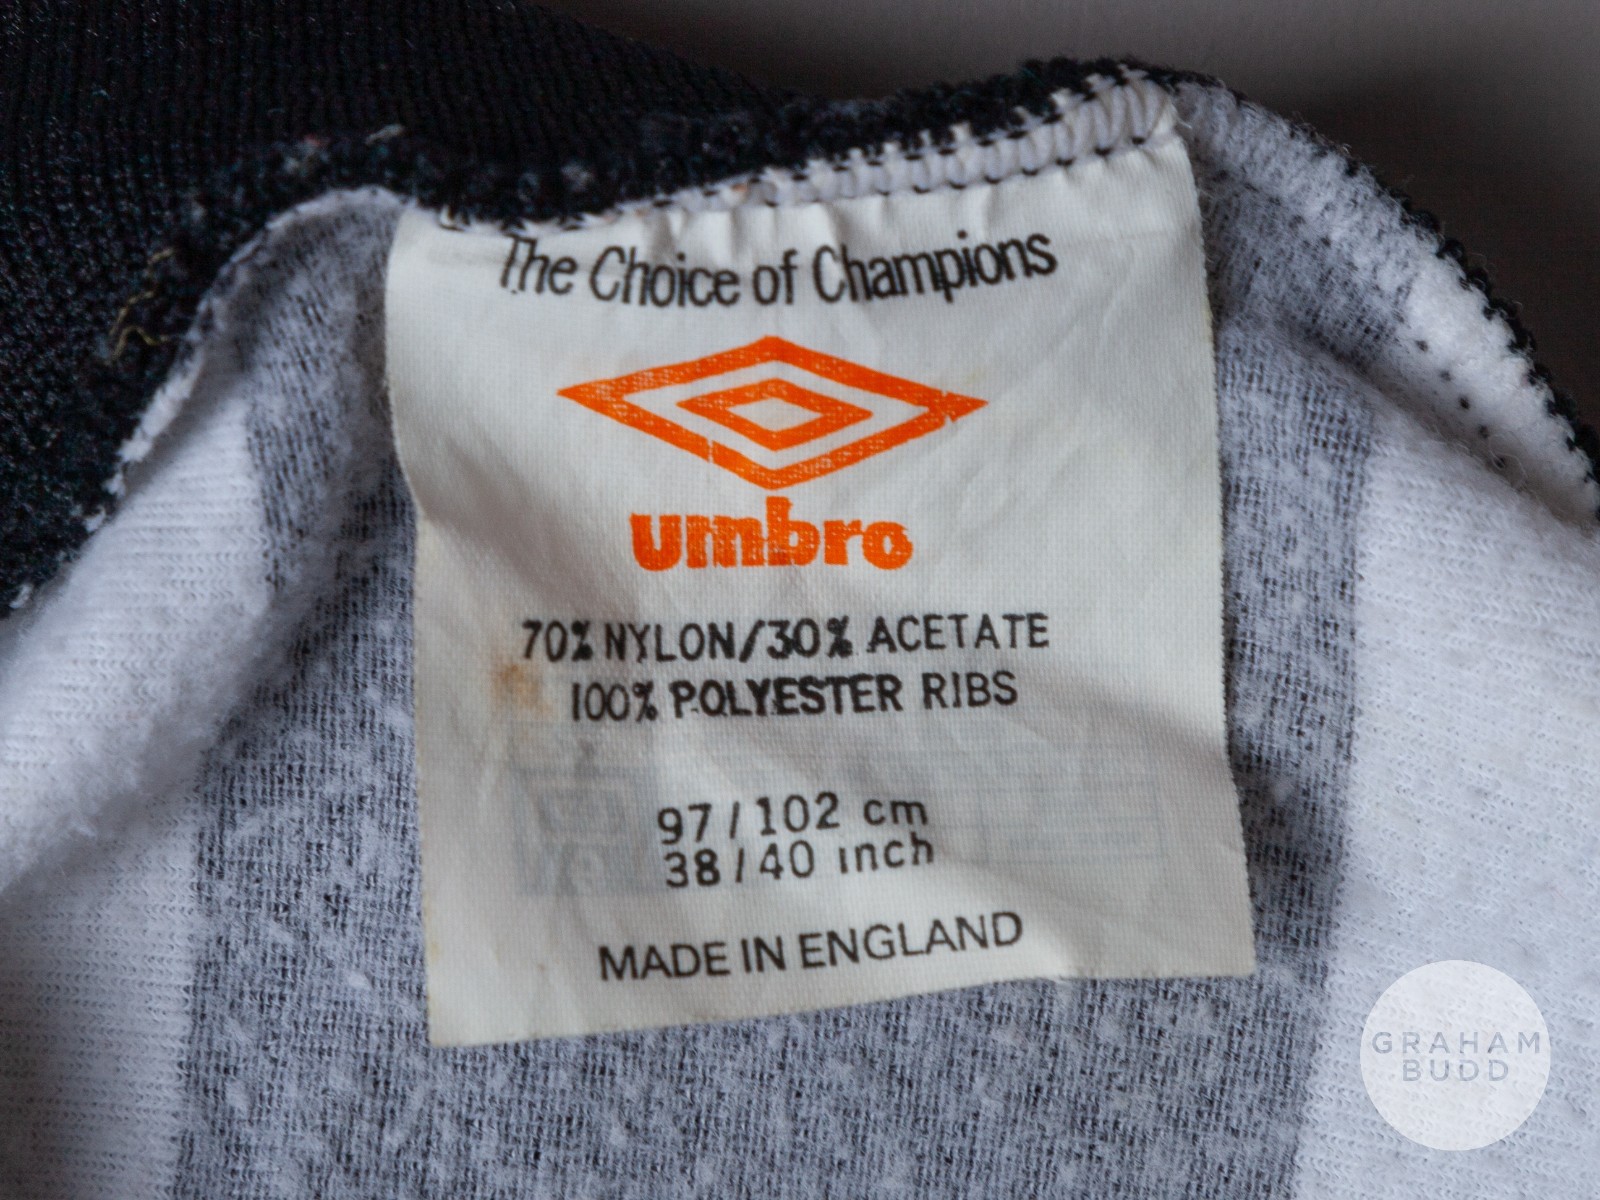 The Choice of Champions
umbro
70% NYLON/30% ACETATE
100% POLYESTER RIBS
97/102 cm
38/40 inch
MADE IN ENGLAND
GRAHAM
BUDD